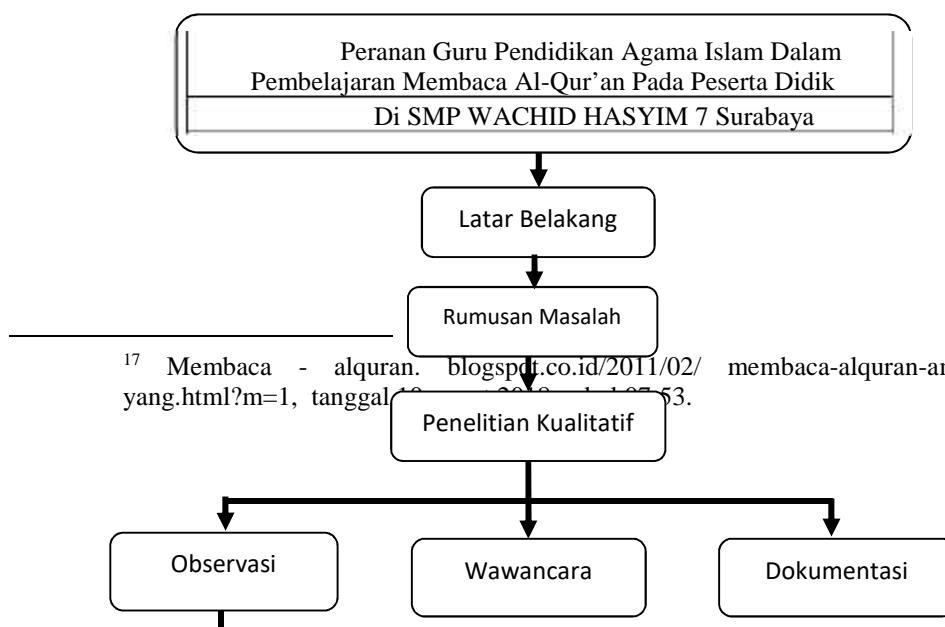 Peranan Guru Pendidikan Agama Islam Dalam
Pembelajaran Membaca Al-Qur’an Pada Peserta Didik
Di SMP WACHID HASYIM 7 Surabaya
Latar Belakang
Rumusan Masalah
17 Membaca - alquran. blogspot.co.id/2011/02/ membaca-alquran-
yang.html?m=1, tanggal 53.
Penelitian Kualitatif
Observasi
Wawancara
Dokumentasi